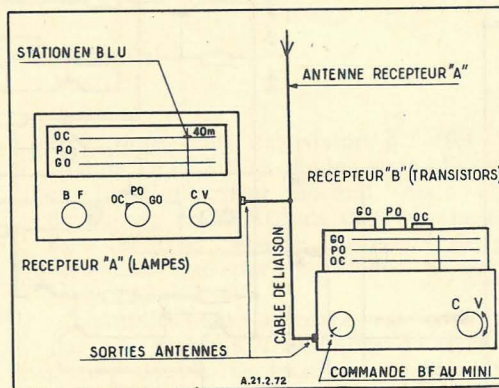 STATION EN BLU
40m
OC
PO
GO
BF
PO
OC GO
CV
RECEPTEUR "A" (LAMPES)
ANTENNE RECEPTEUR "A"
RECEPTEUR "B" (TRANSISTORS)
GO PO OC
GO
PO
OC
C V
CABLE DE LIAISON
SORTIES ANTENNES
COMMANDE BF AU MINI
A.21.2.72